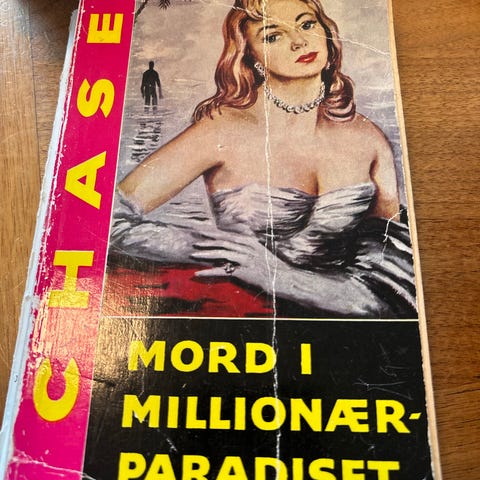 CHASE
MORD I
MILLIONÆR-
PARADISET